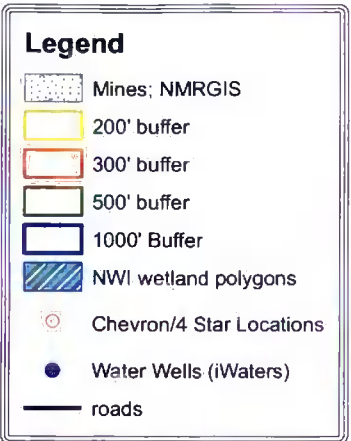 Legend
Mines; NMRGIS
200' buffer
300' buffer
500' buffer
1000' Buffer
NWI wetland polygons
Chevron/4 Star Locations
Water Wells (iWaters)
roads